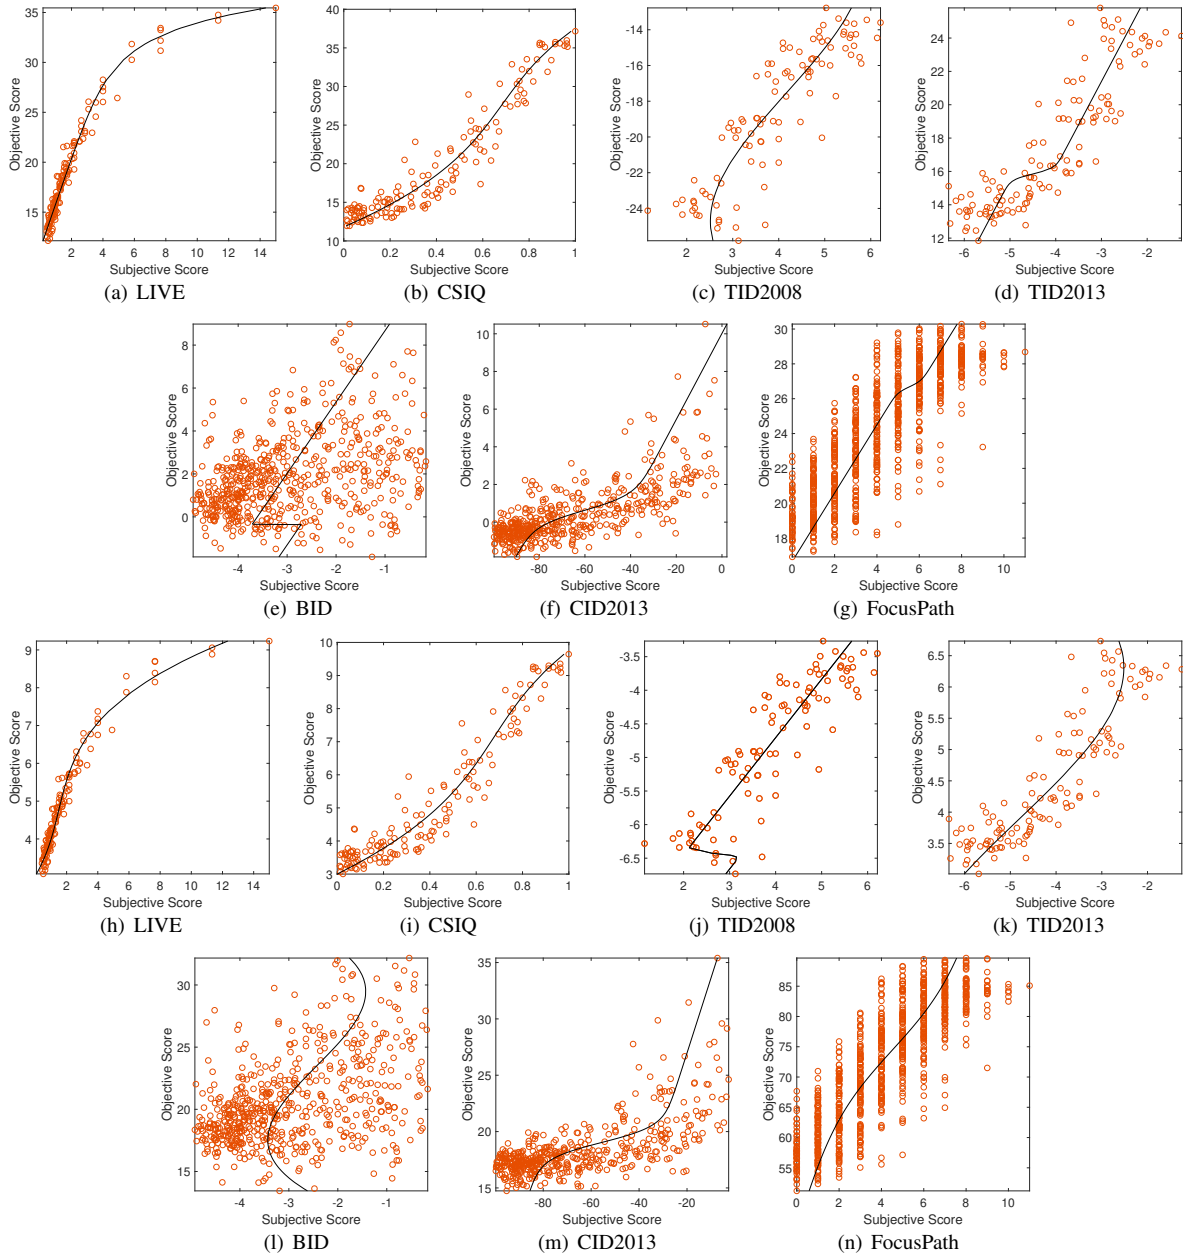 35
30
25
20
15
2 4 6 8 10 12 14
Objective Score
Subjective Score
(a) LIVE
40
35
30
25
20
15
10
0 0.2 0.4 0.6 0.8 1
Objective Score
Subjective Score
(b) CSIQ
-14
-16
-18
-20
-22
-24
2 3 4 5 6
Objective Score
Subjective Score
(c) TID2008
26
24
22
20
18
16
14
12
-6 -5 -4 -3 -2
Objective Score
Subjective Score
(d) TID2013
8
6
4
2
0
-4 -3 -2 -1
Objective Score
Subjective Score
(e) BID
10
8
6
4
2
0
-80 -60 -40 -20 0
Objective Score
Subjective Score
(f) CID2013
30
28
26
24
22
20
18
0 2 4 6 8 10
Objective Score
Subjective Score
(g) FocusPath
9
8
7
6
5
4
2 4 6 8 10 12 14
Objective Score
Subjective Score
(h) LIVE
10
9
8
7
6
5
4
3
0 0.2 0.4 0.6 0.8 1
Objective Score
Subjective Score
(i) CSIQ
-3.5
-4
-4.5
-5
-5.5
-6
-6.5
2 3 4 5 6
Objective Score
Subjective Score
(j) TID2008
6.5
6
5.5
5
4.5
4
3.5
-6 -5 -4 -3 -2
Objective Score
Subjective Score
(k) TID2013
30
25
20
15
-4 -3 -2 -1
Objective Score
Subjective Score
(l) BID
35
30
25
20
15
-80 -60 -40 -20
Objective Score
Subjective Score
(m) CID2013
85
80
75
70
65
60
55
0 2 4 6 8 10
Objective Score
Subjective Score
(n) FocusPath